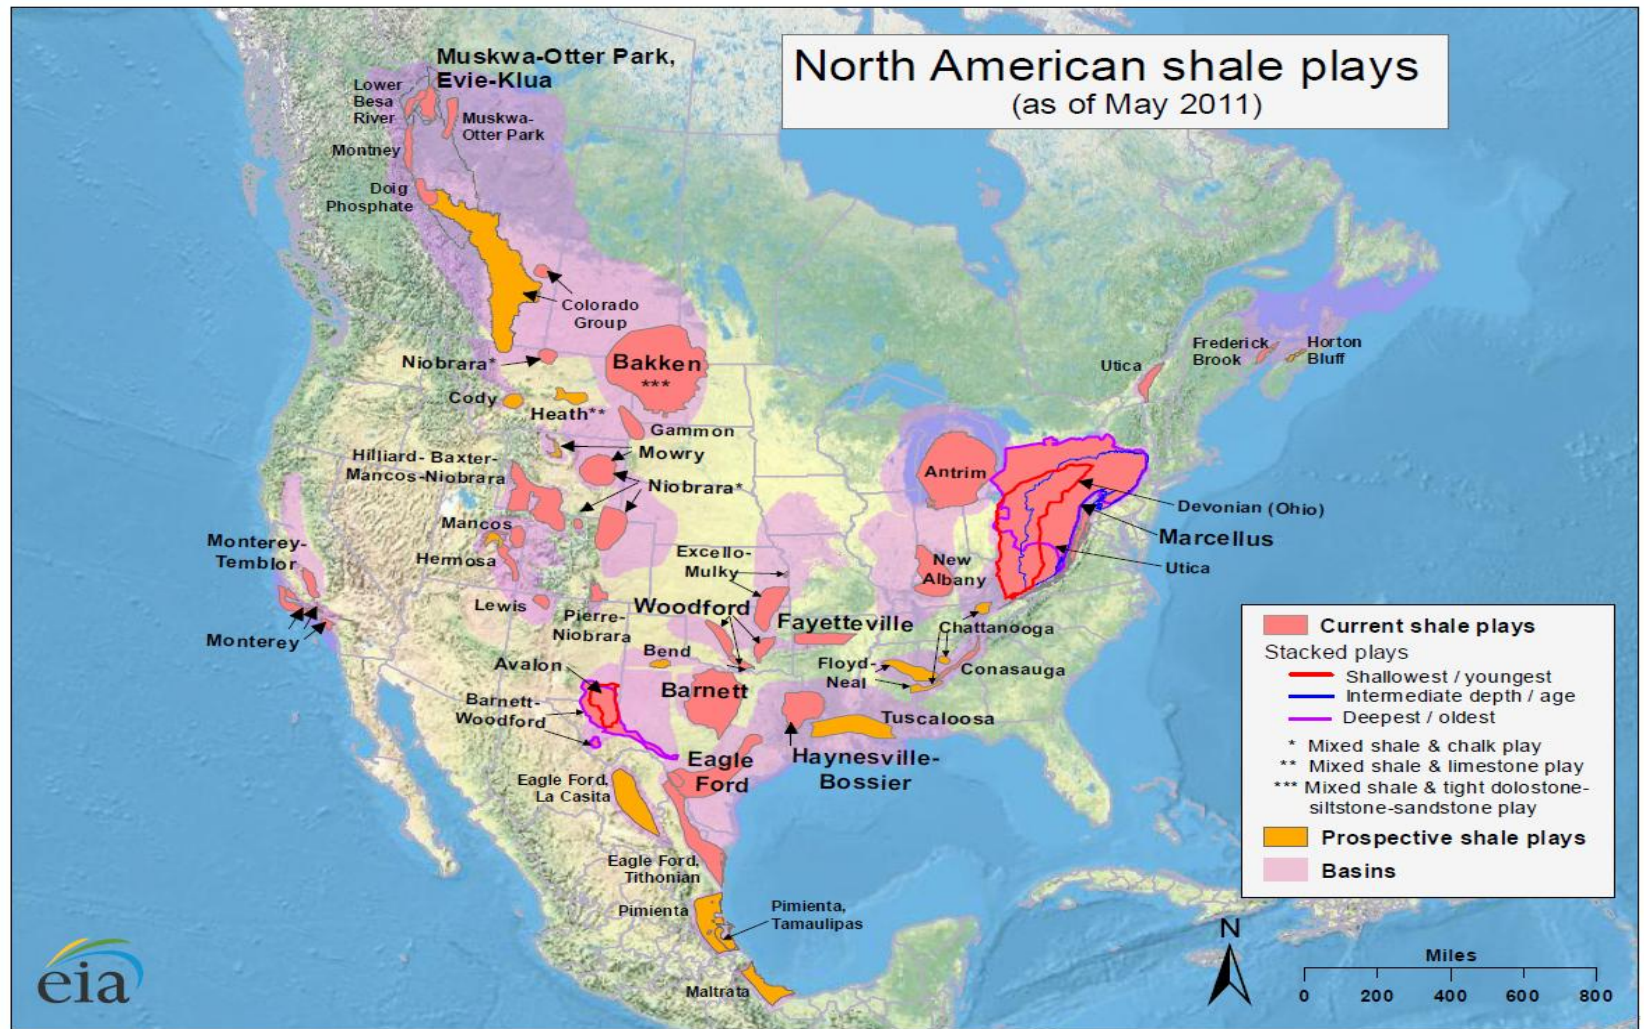 North American shale plays
(as of May 2011)
Muskwa-Otter Park,
Evie-Klua
Lower
Besa
River
Muskwa-
Otter Park
Montney
Doig
Phosphate
Colorado
Group
Niobrara*
Bakken
***
Cody
Heath**
Gammon
Mowry
Hilliard- Baxter-
Mancos-Niobrara
Niobrara*
Mancos
Hermosa
Monterey-
Temblor
Monterey
Lewis
Pierre-
Niobrara
Excello-
Mulky
Woodford
Fayetteville
Bend
Avalon
Barnett-
Woodford
Barnett
Eagle
Ford
Eagle Ford,
La Casita
Eagle Ford,
Tithonian
Pimienta
Pimienta,
Tamaulipas
Maltrata
Haynesville-
Bossier
Tuscaloosa
Floyd-
Neal
Conasauga
Chattanooga
New
Albany
Antrim
Devonian (Ohio)
Marcellus
Utica
Utica
Frederick
Brook
Horton
Bluff
Current shale plays
Stacked plays
Shallowest / youngest
Intermediate depth / age
Deepest / oldest
* Mixed shale & chalk play
** Mixed shale & limestone play
*** Mixed shale & tight dolostone-
siltstone-sandstone play
Prospective shale plays
Basins
N
Miles
0 200 400 600 800
eia